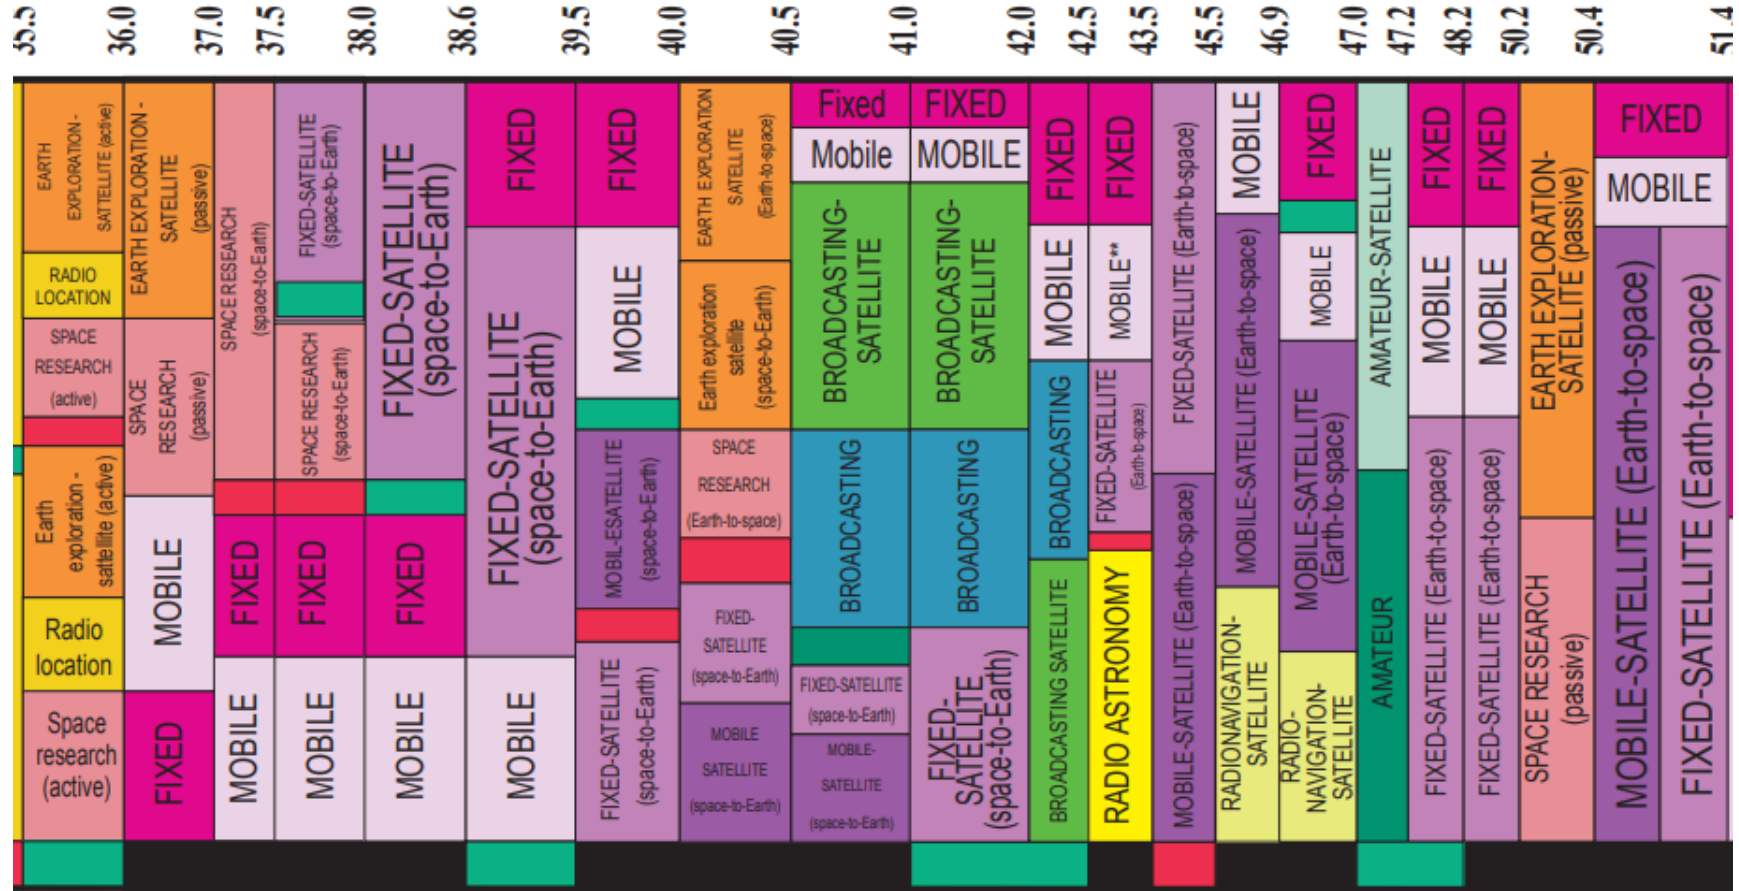 35.5
36.0
37.0
37.5
38.0
38.6
39.5
40.0
40.5
41.0
42.0
42.5
43.5
45.5
46.9
47.0
47.2
48.2
50.2
50.4
51.4
EARTH
EXPLORATION -
SATTELLITE (active)
RADIO
LOCATION
SPACE
RESEARCH
(active)
Earth
exploration -
sattellite (active)
Radio
location
Space
research
(active)
EARTH EXPLORATION -
SATELLITE
(passive)
SPACE
RESEARCH
(passive)
MOBILE
FIXED
SPACE RESEARCH
(space-to-Earth)
FIXED
MOBILE
FIXED-SATELLITE
(space-to-Earth)
SPACE RESEARCH
(space-to-Earth)
FIXED
MOBILE
FIXED-SATELLITE
(space-to-Earth)
FIXED
MOBILE
FIXED
FIXED-SATELLITE
(space-to-Earth)
MOBILE
FIXED
MOBILE
MOBIL-ESATELLITE
(space-to-Earth)
FIXED-SATELLITE
(space-to-Earth)
EARTH EXPLORATION
SATELLITE
(Earth-to-space)
Earth exploration
satellite
(space-to-Earth)
SPACE
RESEARCH
(Earth-to-space)
FIXED-
SATELLITE
(space-to-Earth)
MOBILE
SATELLITE
(space-to-Earth)
Fixed
Mobile
BROADCASTING-
SATELLITE
BROADCASTING
FIXED-SATELLITE
(space-to-Earth)
MOBILE-
SATELLITE
(space-to-Earth)
FIXED
MOBILE
BROADCASTING-
SATELLITE
BROADCASTING
FIXED-
SATELLITE
(space-to-Earth)
FIXED
MOBILE
BROADCASTING
BROADCASTING SATELLITE
FIXED
MOBILE**
FIXED-SATELLITE
(Earth-to-space)
RADIO ASTRONOMY
FIXED-SATELLITE (Earth-to-space)
MOBILE-SATELLITE (Earth-to-space)
MOBILE
MOBILE-SATELLITE (Earth-to-space)
RADIONAVIGATION-
SATELLITE
FIXED
MOBILE
MOBILE-SATELLITE
(Earth-to-space)
RADIO-
NAVIGATION-
SATELLITE
AMATEUR-SATELLITE
AMATEUR
FIXED
MOBILE
FIXED-SATELLITE (Earth-to-space)
FIXED
MOBILE
FIXED-SATELLITE (Earth-to-space)
EARTH EXPLORATION-
SATELLITE (passive)
SPACE RESEARCH
(passive)
FIXED
MOBILE
MOBILE-SATELLITE (Earth-to-space)
FIXED-SATELLITE (Earth-to-space)